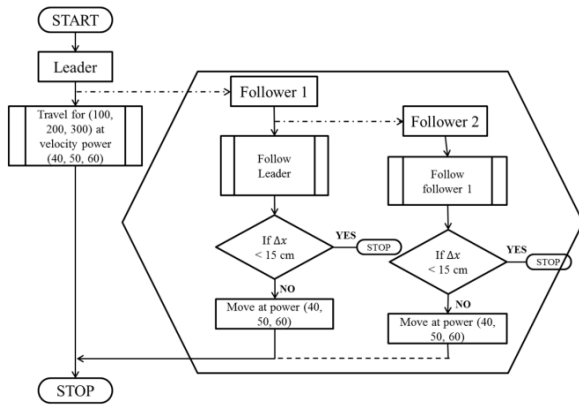 START
Leader
Travel for (100,
200, 300) at
velocity power
(40, 50, 60)
Follower 1
Follow
Leader
If Δx
< 15 cm
YES
STOP
NO
Move at power (40,
50, 60)
Follower 2
Follow
follower 1
If Δx
< 15 cm
YES
STOP
NO
Move at power (40,
50, 60)
STOP